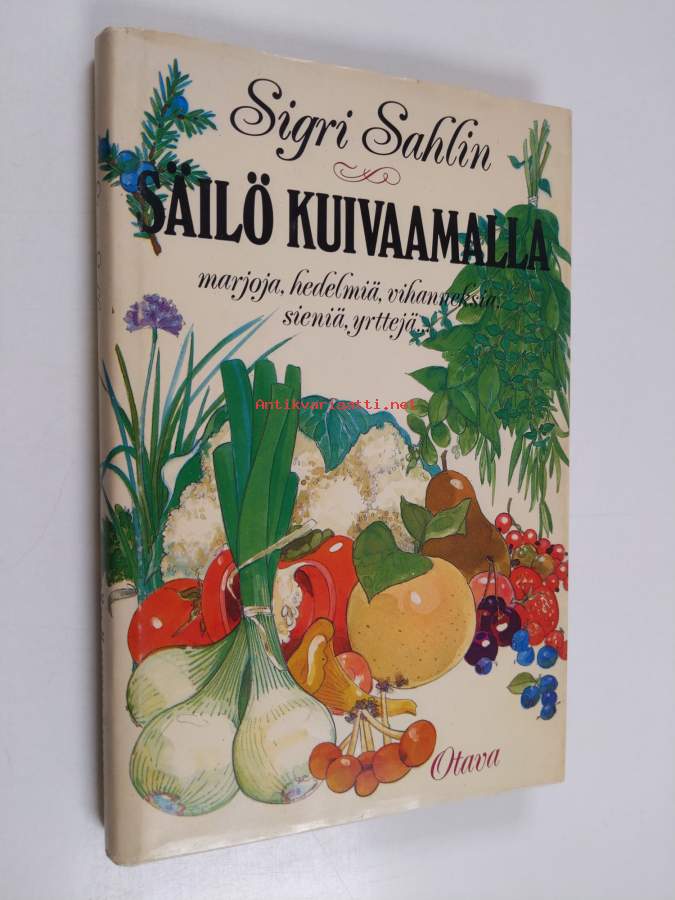 Sigri Sahlin
SÄILÖ KUIVAAMALLA
marjoja, hedelmiä, vihanneksia,
sieniä, yrttejä...
Antikvariaatti.net
Otava